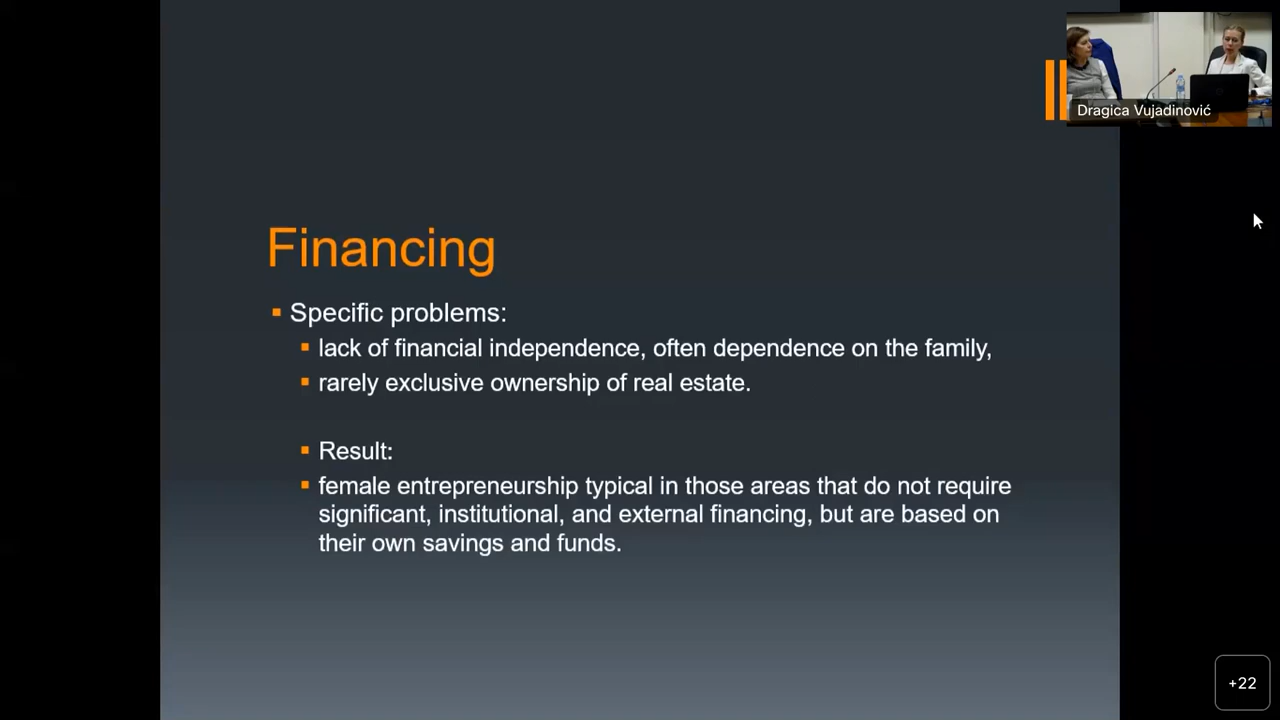 Dragica Vujadinović
Financing
Specific problems:
lack of financial independence, often dependence on the family,
rarely exclusive ownership of real estate.
Result:
female entrepreneurship typical in those areas that do not require
significant, institutional, and external financing, but are based on
their own savings and funds.
+22